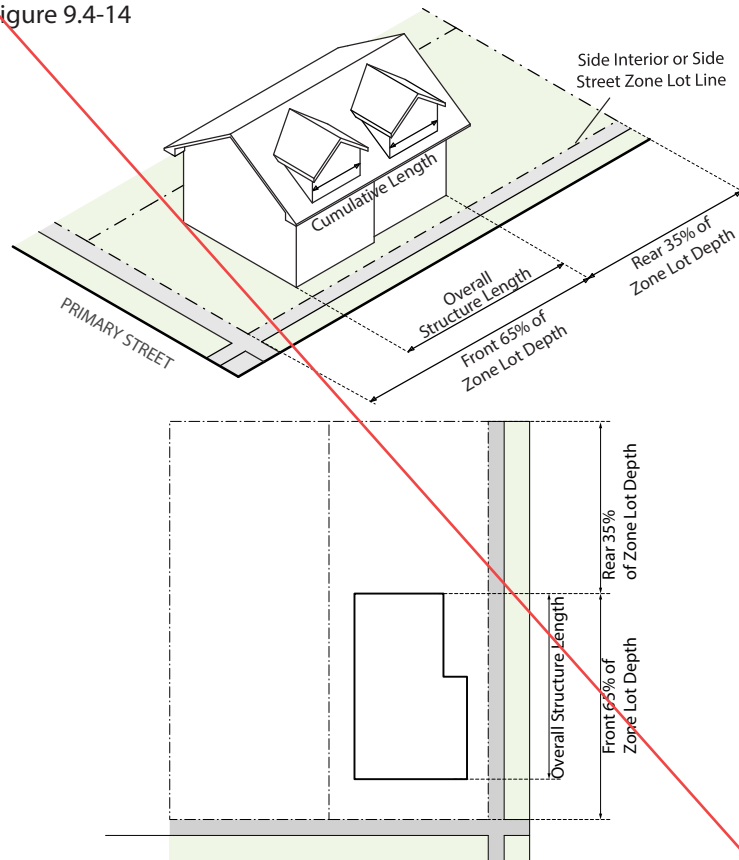 igure 9.4-14
Side Interior or Side
Street Zone Lot Line
Cumulative Length
Rear 35% of
Zone Lot Depth
Overall
Structure Length
Front 65% of
Zone Lot Depth
PRIMARY STREET
Rear 35%
of Zone Lot Depth
Overall Structure Length
Front 65% of
Zone Lot Depth